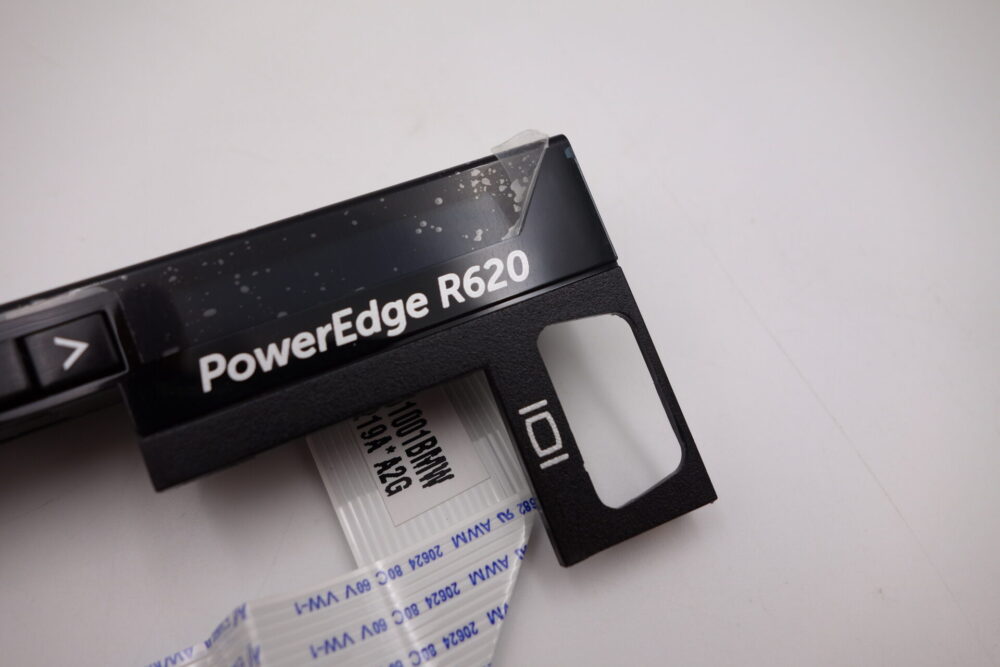 PowerEdge R620
>
|O|
1001BMW
19A* A2G
AWM 20624 80C 60V VW-1
AWM 20624 80C 60V VW-1
AWM 20624 80C 60V VW-1